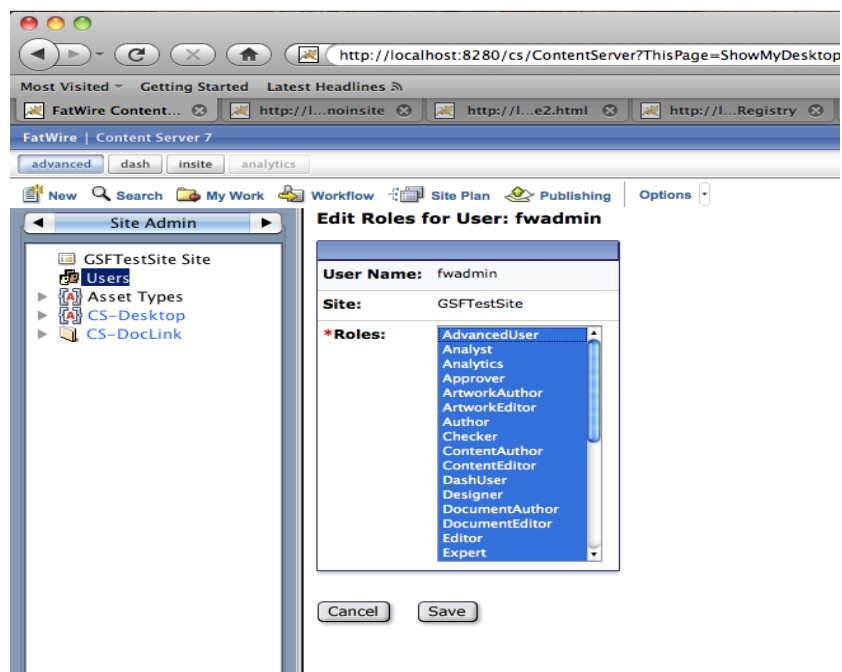 http://localhost:8280/cs/ContentServer?ThisPage=ShowMyDesktop
Most Visited Getting Started Latest Headlines
FatWire Content... http://l...noinsite http://l...e2.html http://l...Registry
FatWire | Content Server 7
advanced dash insite analytics
New Search My Work Workflow Site Plan Publishing Options
Site Admin
GSFTestSite Site
Users
Asset Types
CS-Desktop
CS-DocLink
Edit Roles for User: fwadmin
User Name: fwadmin
Site: GSFTestSite
*Roles: AdvancedUser
Analyst
Analytics
Approver
ArtworkAuthor
ArtworkEditor
Author
Checker
ContentAuthor
ContentEditor
DashUser
Designer
DocumentAuthor
DocumentEditor
Editor
Expert
Cancel Save